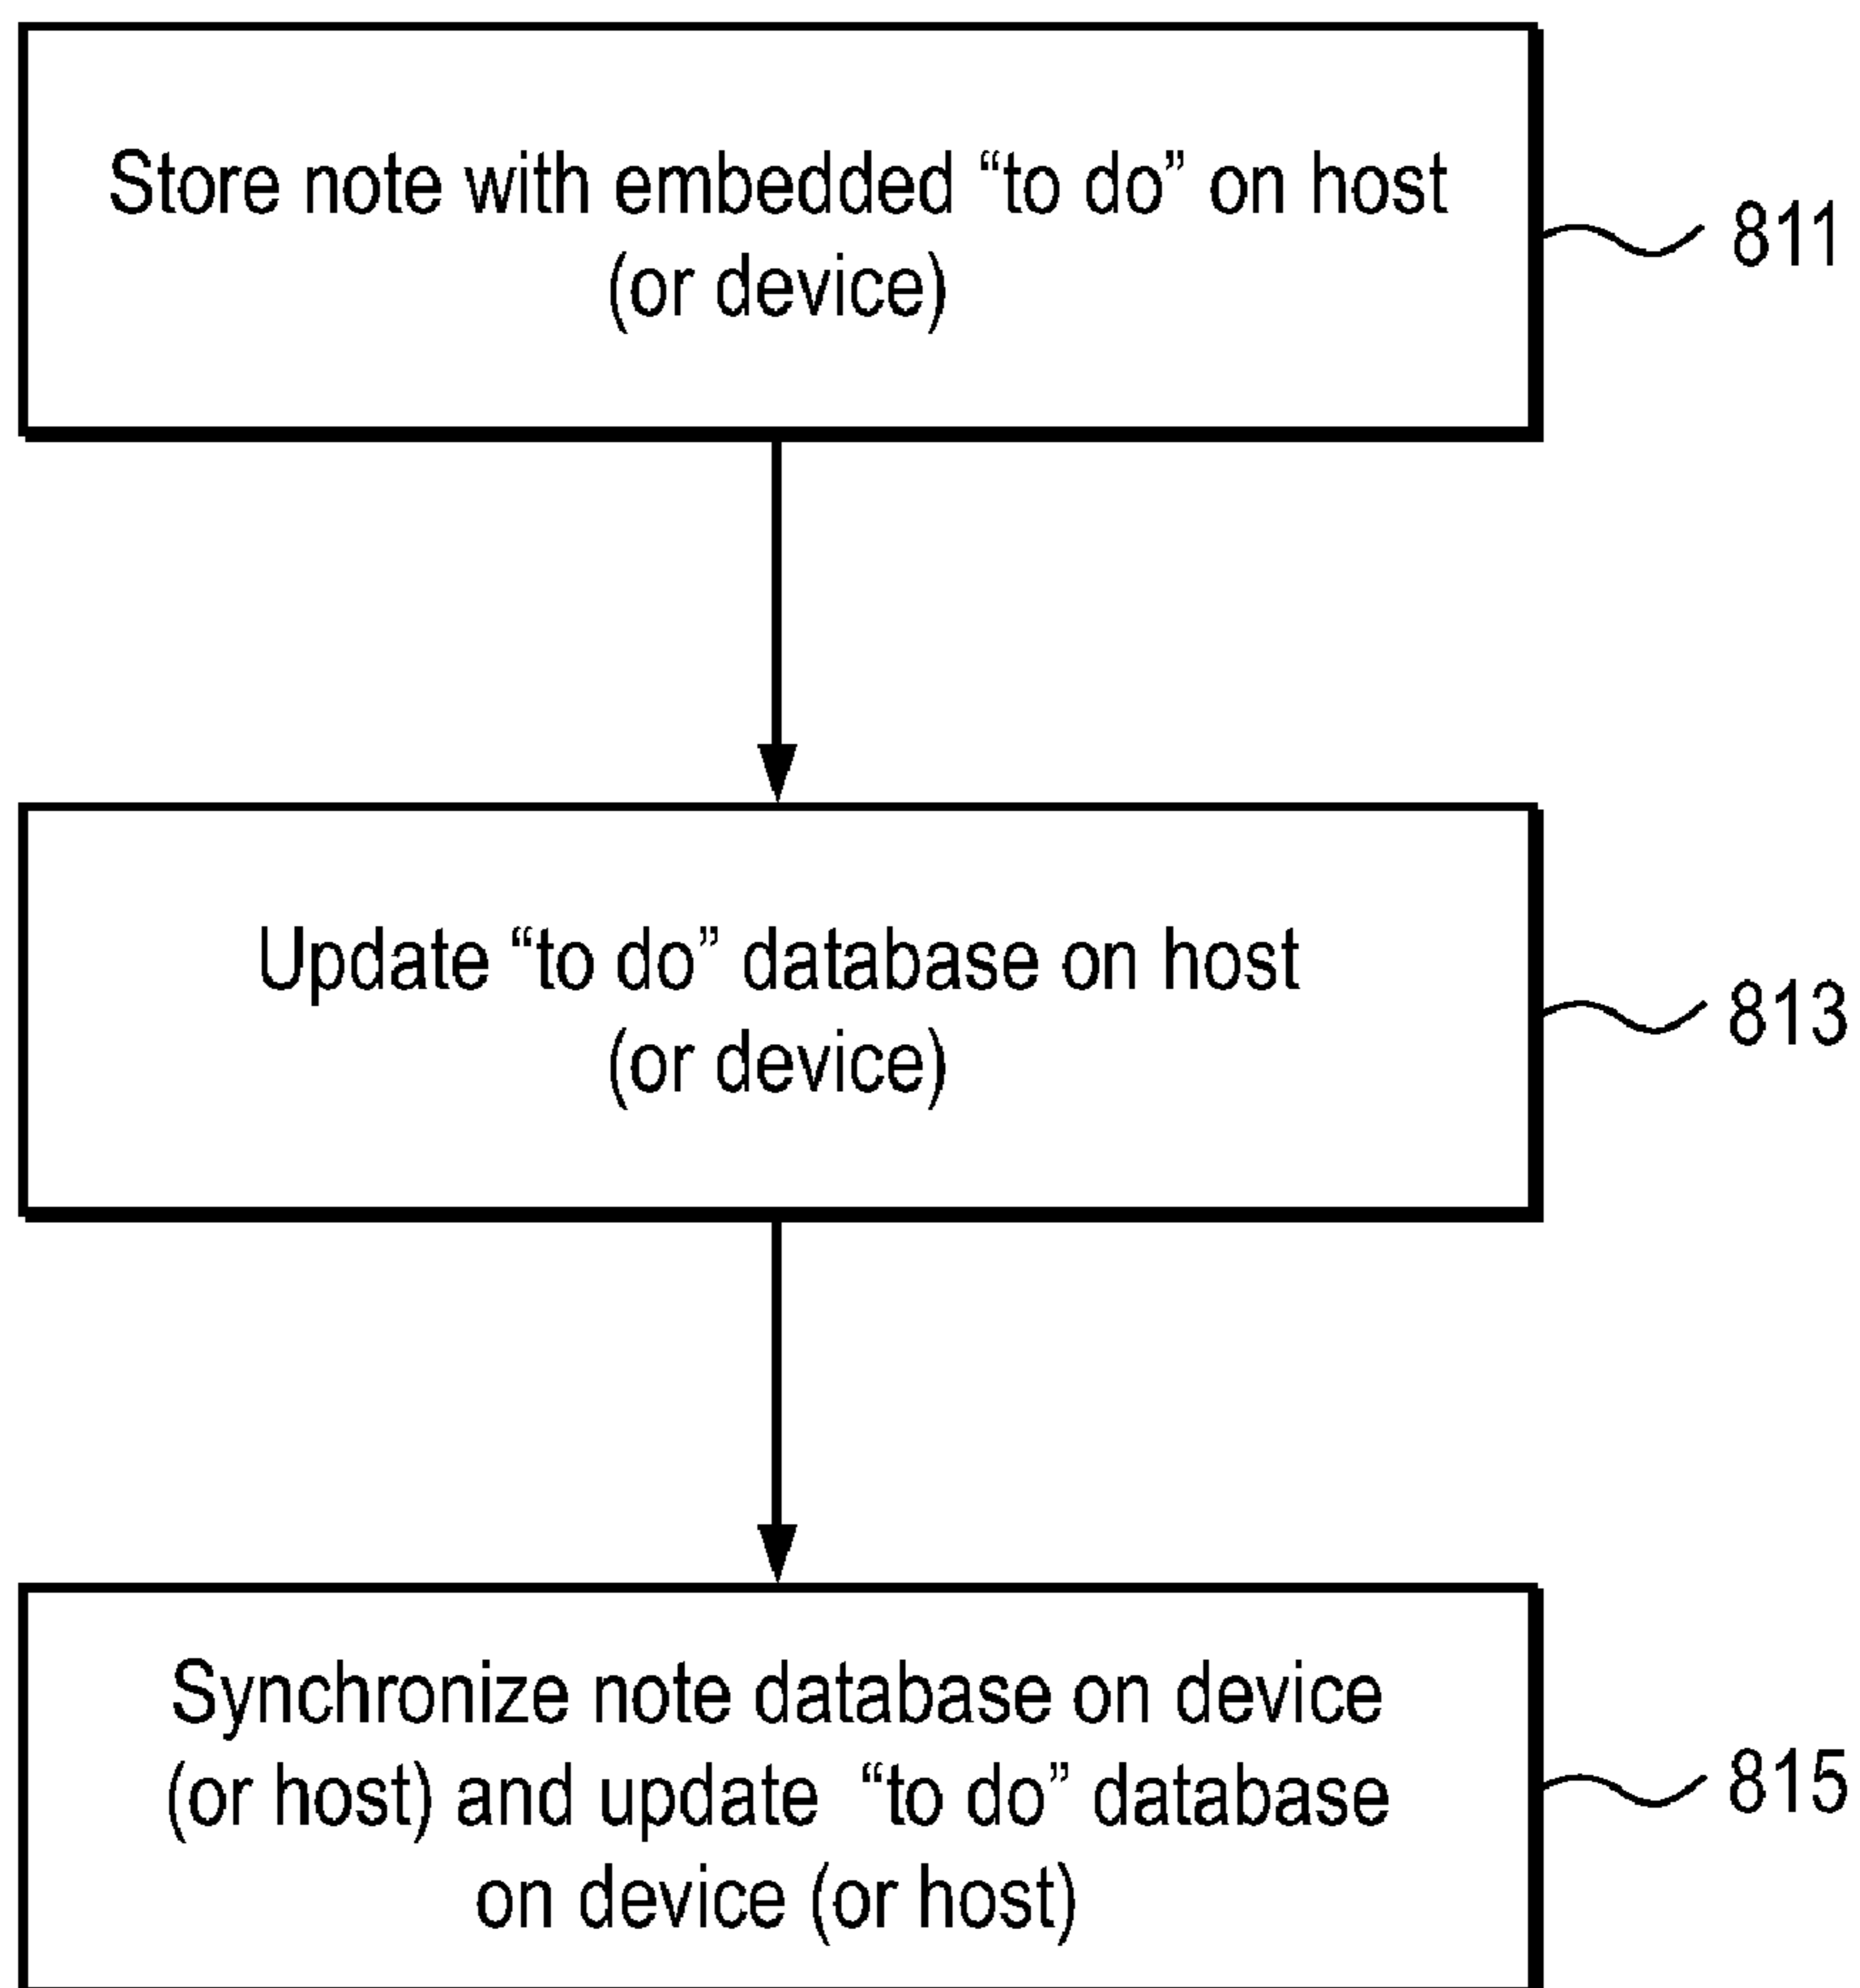 Store note with embedded “to do” on host
(or device)
811
Update “to do” database on host
(or device)
813
Synchronize note database on device
(or host) and update “to do” database
on device (or host)
815